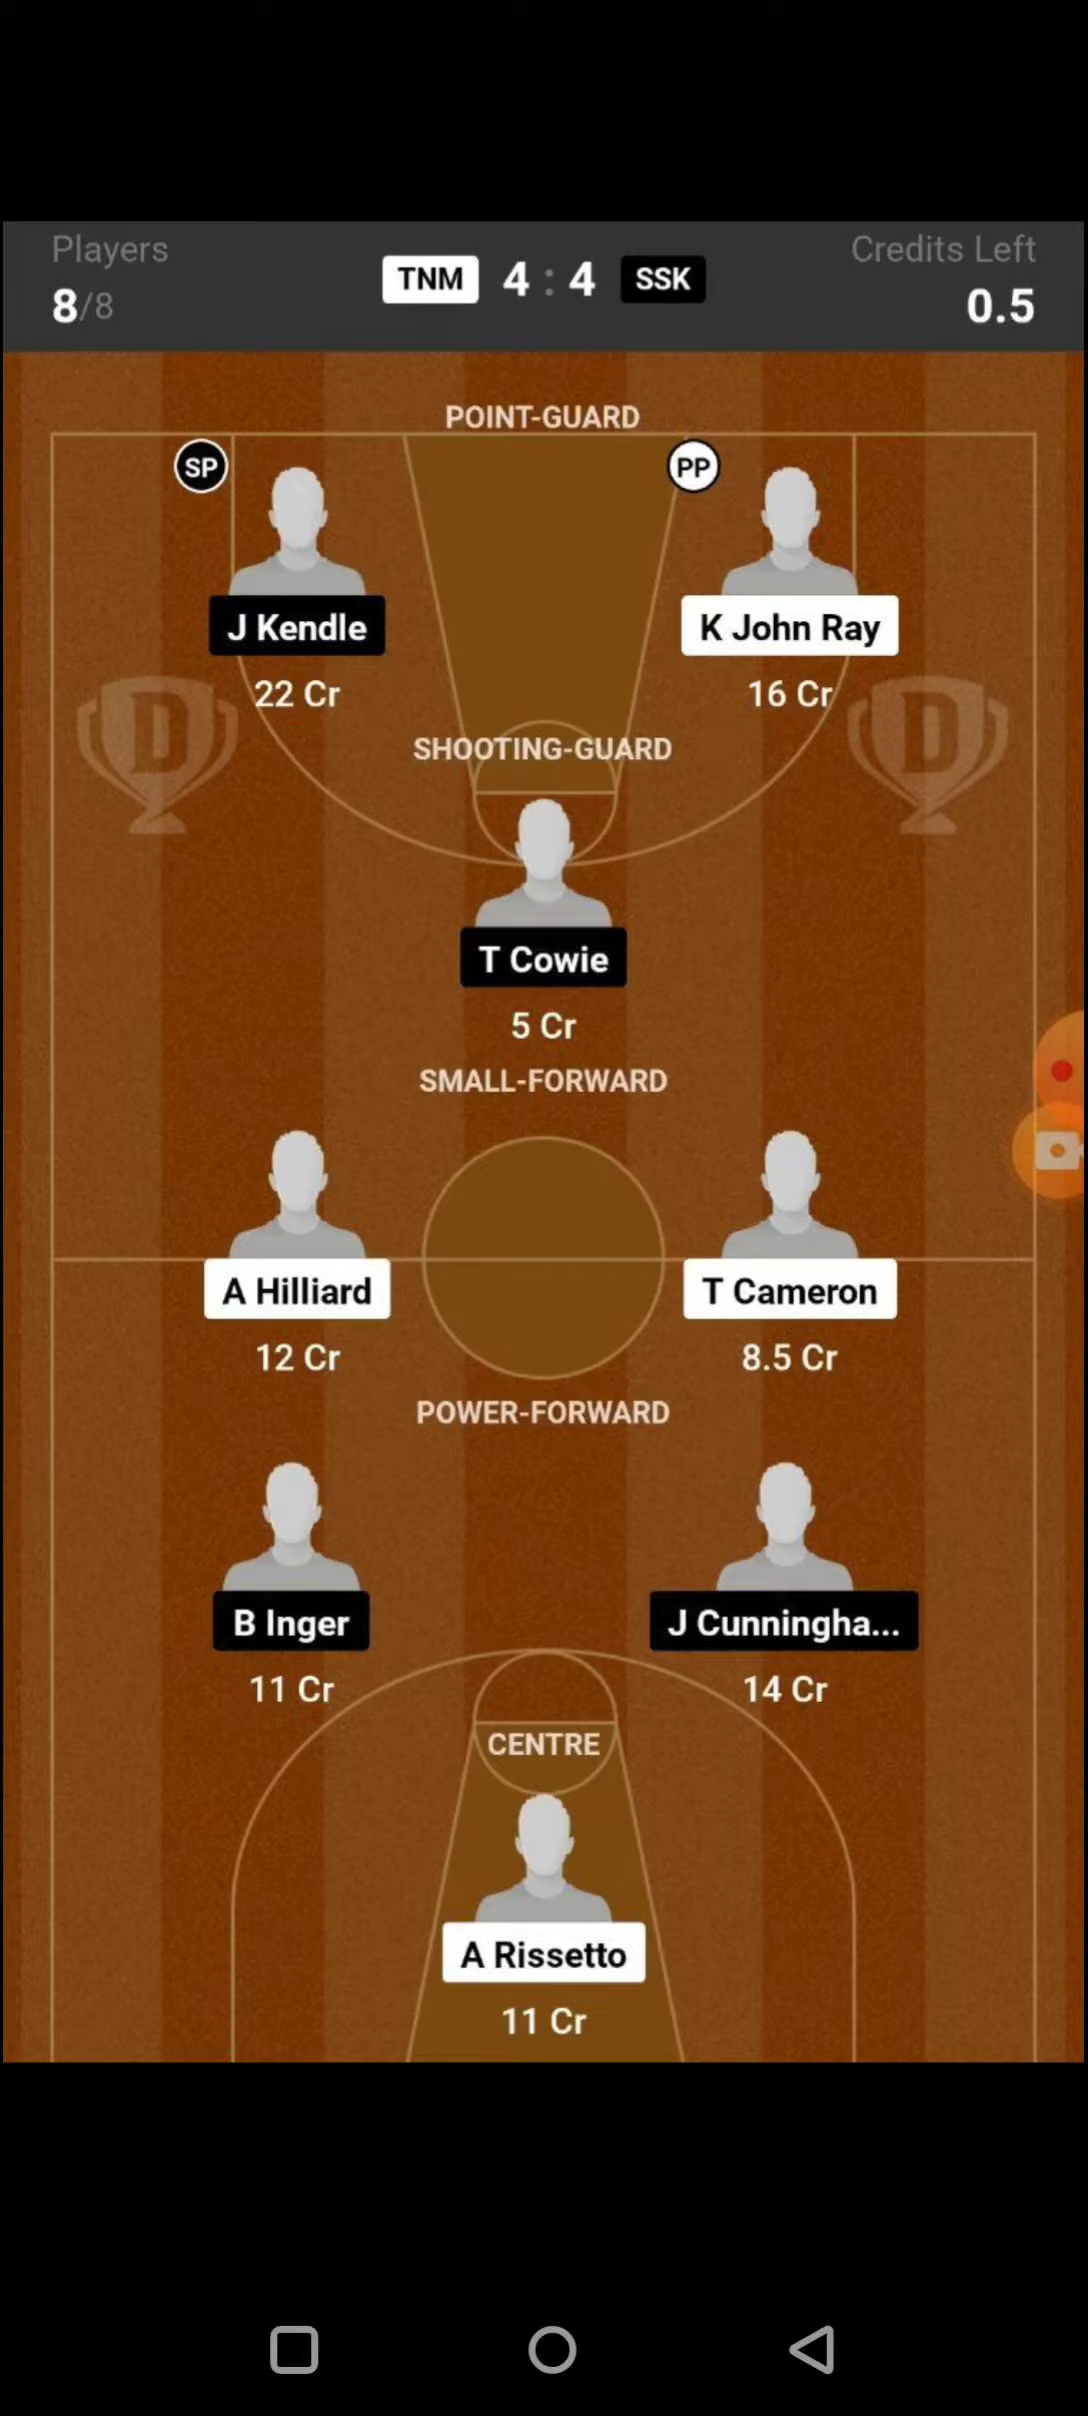 Players
Credits Left
8/8
TNM 4 : 4 SSK
0.5
POINT-GUARD
SP
PP
J Kendle
K John Ray
22 Cr
16 Cr
D
D
SHOOTING-GUARD
T Cowie
5 Cr
SMALL-FORWARD
A Hilliard
T Cameron
12 Cr
8.5 Cr
POWER-FORWARD
B Inger
J Cunningha...
11 Cr
14 Cr
CENTRE
A Rissetto
11 Cr